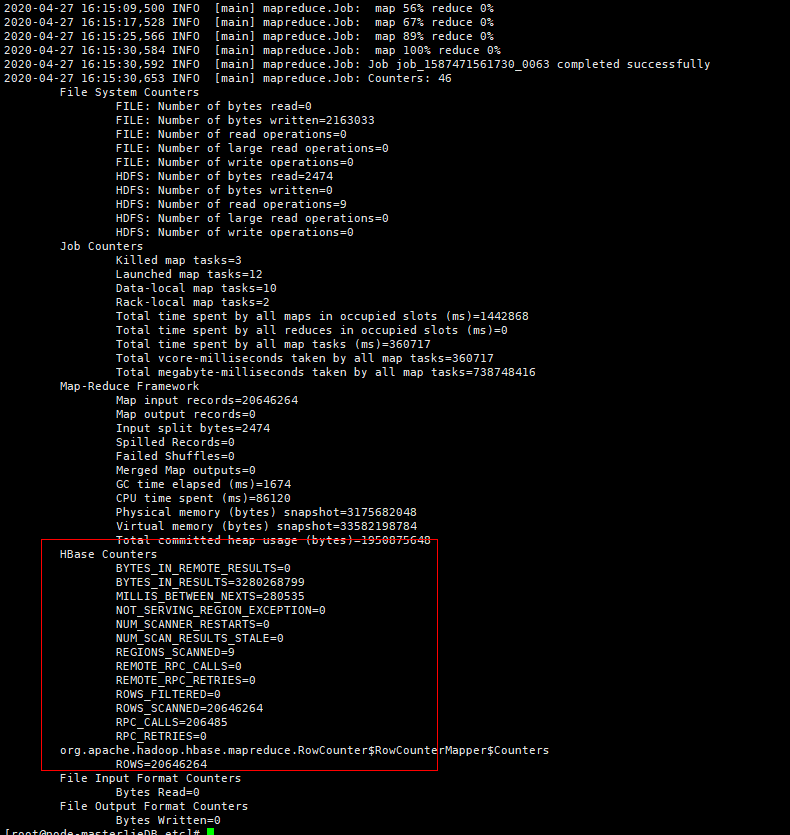 2020-04-27 16:15:09,500 INFO  [main] mapreduce.Job:  map 56% reduce 0%
2020-04-27 16:15:17,528 INFO  [main] mapreduce.Job:  map 67% reduce 0%
2020-04-27 16:15:25,566 INFO  [main] mapreduce.Job:  map 89% reduce 0%
2020-04-27 16:15:30,584 INFO  [main] mapreduce.Job:  map 100% reduce 0%
2020-04-27 16:15:30,592 INFO  [main] mapreduce.Job: Job job_1587471561730_0063 completed successfully
2020-04-27 16:15:30,653 INFO  [main] mapreduce.Job: Counters: 46
File System Counters
FILE: Number of bytes read=0
FILE: Number of bytes written=2163033
FILE: Number of read operations=0
FILE: Number of large read operations=0
FILE: Number of write operations=0
HDFS: Number of bytes read=2474
HDFS: Number of bytes written=0
HDFS: Number of read operations=9
HDFS: Number of large read operations=0
HDFS: Number of write operations=0
Job Counters
Killed map tasks=3
Launched map tasks=12
Data-local map tasks=10
Rack-local map tasks=2
Total time spent by all maps in occupied slots (ms)=1442868
Total time spent by all reduces in occupied slots (ms)=0
Total time spent by all map tasks (ms)=360717
Total vcore-milliseconds taken by all map tasks=360717
Total megabyte-milliseconds taken by all map tasks=738748416
Map-Reduce Framework
Map input records=20646264
Map output records=0
Input split bytes=2474
Spilled Records=0
Failed Shuffles=0
Merged Map outputs=0
GC time elapsed (ms)=1674
CPU time spent (ms)=86120
Physical memory (bytes) snapshot=3175682048
Virtual memory (bytes) snapshot=33582198784
Total committed heap usage (bytes)=1950875648
HBase Counters
BYTES_IN_REMOTE_RESULTS=0
BYTES_IN_RESULTS=3280268799
MILLIS_BETWEEN_NEXTS=280535
NOT_SERVING_REGION_EXCEPTION=0
NUM_SCANNER_RESTARTS=0
NUM_SCAN_RESULTS_STALE=0
REGIONS_SCANNED=9
REMOTE_RPC_CALLS=0
REMOTE_RPC_RETRIES=0
ROWS_FILTERED=0
ROWS_SCANNED=20646264
RPC_CALLS=206485
RPC_RETRIES=0
org.apache.hadoop.hbase.mapreduce.RowCounter$RowCounterMapper$Counters
ROWS=20646264
File Input Format Counters
Bytes Read=0
File Output Format Counters
Bytes Written=0
[root@node-masterlieDB etc]#